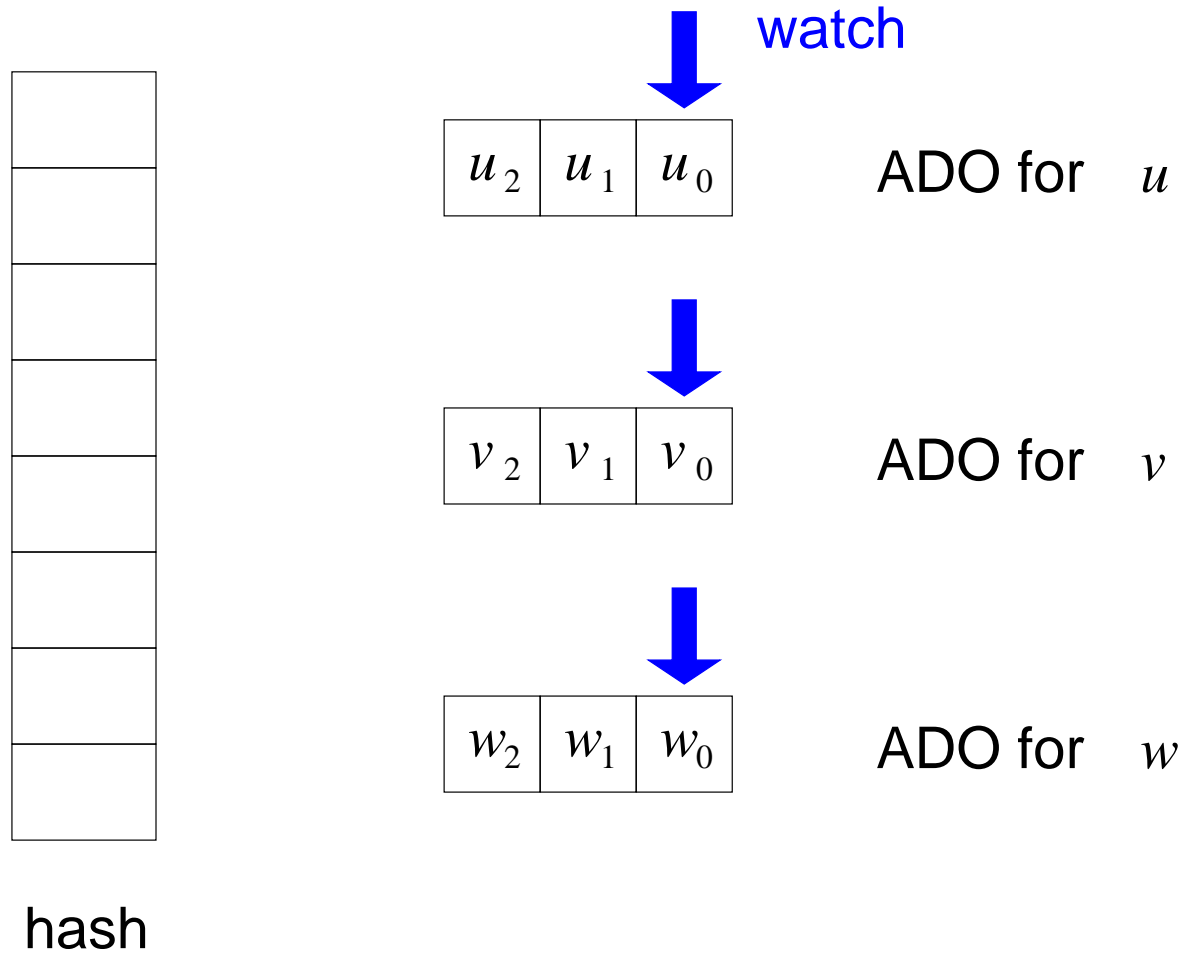 watch
u₂ u₁ u₀ ADO for u
v₂ v₁ v₀ ADO for v
w₂ w₁ w₀ ADO for w
hash